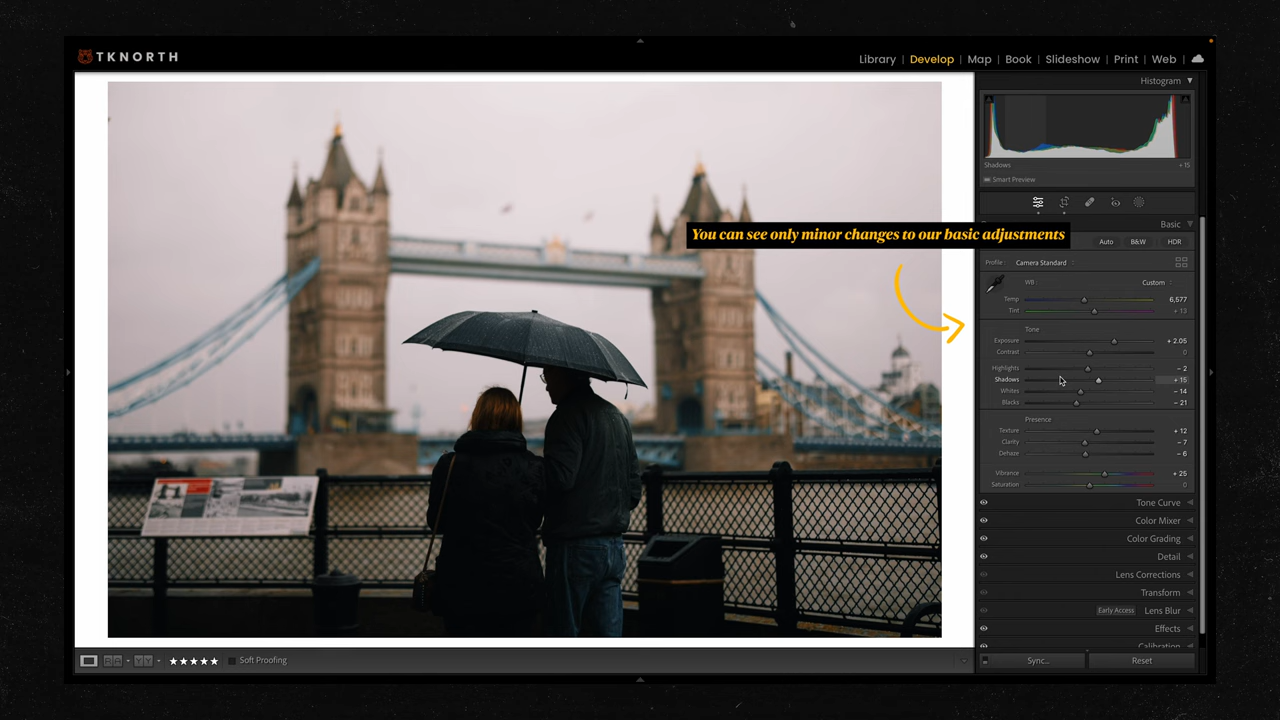 TKNORTH
Library | Develop | Map | Book | Slideshow | Print | Web |
Histogram
Shadows + 15
Smart Preview
Basic
You can see only minor changes to our basic adjustments
Auto B&W HDR
Profile : Camera Standard
WB : Custom
Temp 6,577
Tint + 13
Tone
Exposure + 2.05
Contrast 0
Highlights − 2
Shadows + 15
Whites − 14
Blacks − 21
Presence
Texture + 12
Clarity − 7
Dehaze − 6
Vibrance + 25
Saturation 0
Tone Curve
Color Mixer
Color Grading
Detail
Lens Corrections
Transform
Early Access Lens Blur
Effects
Calibration
Soft Proofing
Sync...
Reset